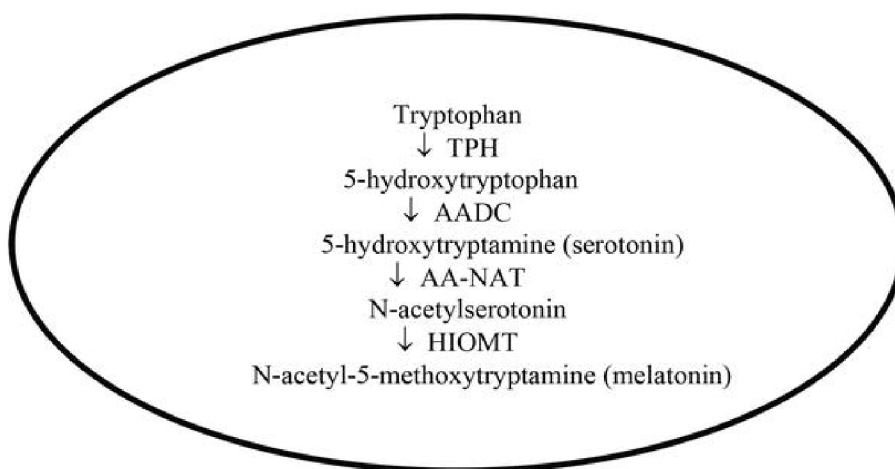 Tryptophan
↓ TPH
5-hydroxytryptophan
↓ AADC
5-hydroxytryptamine (serotonin)
↓ AA-NAT
N-acetylserotonin
↓ HIOMT
N-acetyl-5-methoxytryptamine (melatonin)